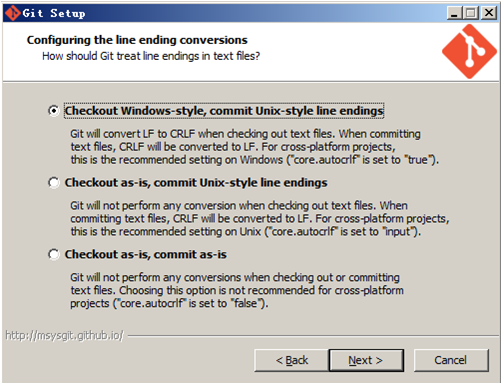 Git Setup
Configuring the line ending conversions
How should Git treat line endings in text files?
Checkout Windows-style, commit Unix-style line endings
Git will convert LF to CRLF when checking out text files. When committing
text files, CRLF will be converted to LF. For cross-platform projects,
this is the recommended setting on Windows ("core.autocrlf" is set to "true").
Checkout as-is, commit Unix-style line endings
Git will not perform any conversion when checking out text files. When
committing text files, CRLF will be converted to LF. For cross-platform projects,
this is the recommended setting on Unix ("core.autocrlf" is set to "input").
Checkout as-is, commit as-is
Git will not perform any conversions when checking out or committing
text files. Choosing this option is not recommended for cross-platform
projects ("core.autocrlf" is set to "false").
http://msysgit.github.io/
< Back Next > Cancel